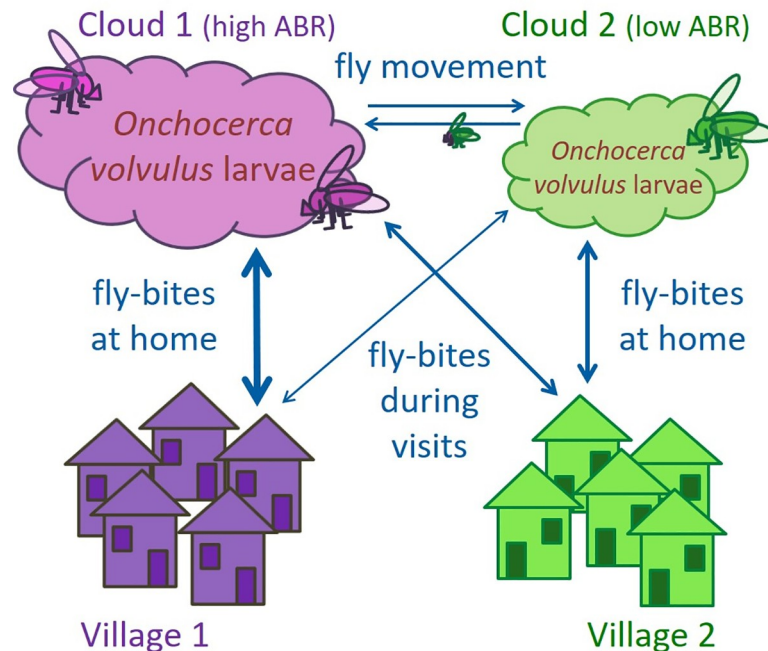 Cloud 1 (high ABR)
Cloud 2 (low ABR)
fly movement
Onchocerca
volvulus larvae
Onchocerca
volvulus larvae
fly-bites
at home
fly-bites
during
visits
fly-bites
at home
Village 1
Village 2